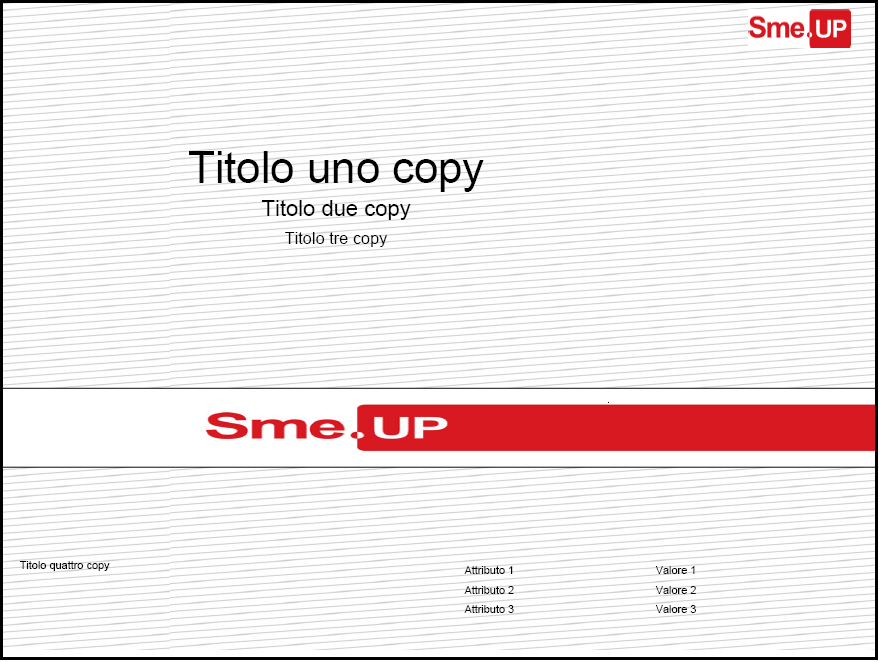 Sme.UP
Titolo uno copy
Titolo due copy
Titolo tre copy
Sme.UP
Titolo quattro copy
Attributo 1 Valore 1
Attributo 2 Valore 2
Attributo 3 Valore 3